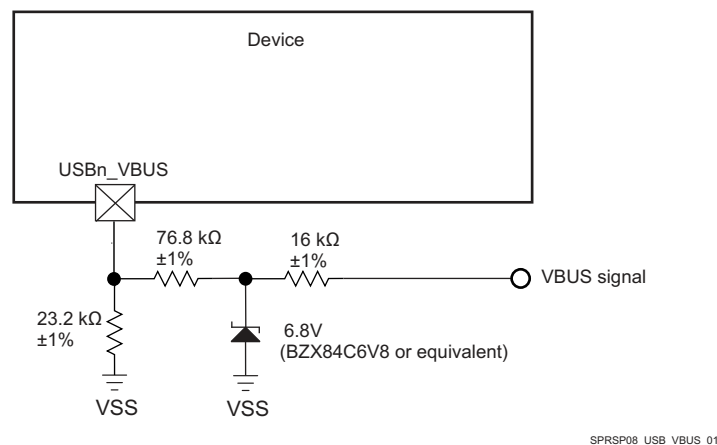 Device
USBn_VBUS
76.8 kΩ
±1%
16 kΩ
±1%
VBUS signal
23.2 kΩ
±1%
6.8V
(BZX84C6V8 or equivalent)
VSS
VSS
SPRSP08_USB_VBUS_01